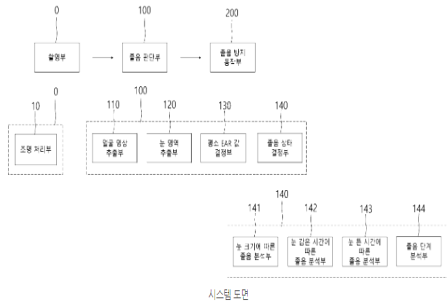 0
100
200
촬영부
졸음 판단부
졸음 방지
동작부
10
0
조명 처리부
100
110
120
130
140
얼굴 영상
추출부
눈 영역
추출부
평소 EAR 값
결정부
졸음 상태
결정부
140
141
142
143
144
눈 크기에 따른
졸음 분석부
눈 감은 시간에
따른
졸음 분석부
눈 뜬 시간에
따른
졸음 분석부
졸음 단계
분석부
시스템 도면